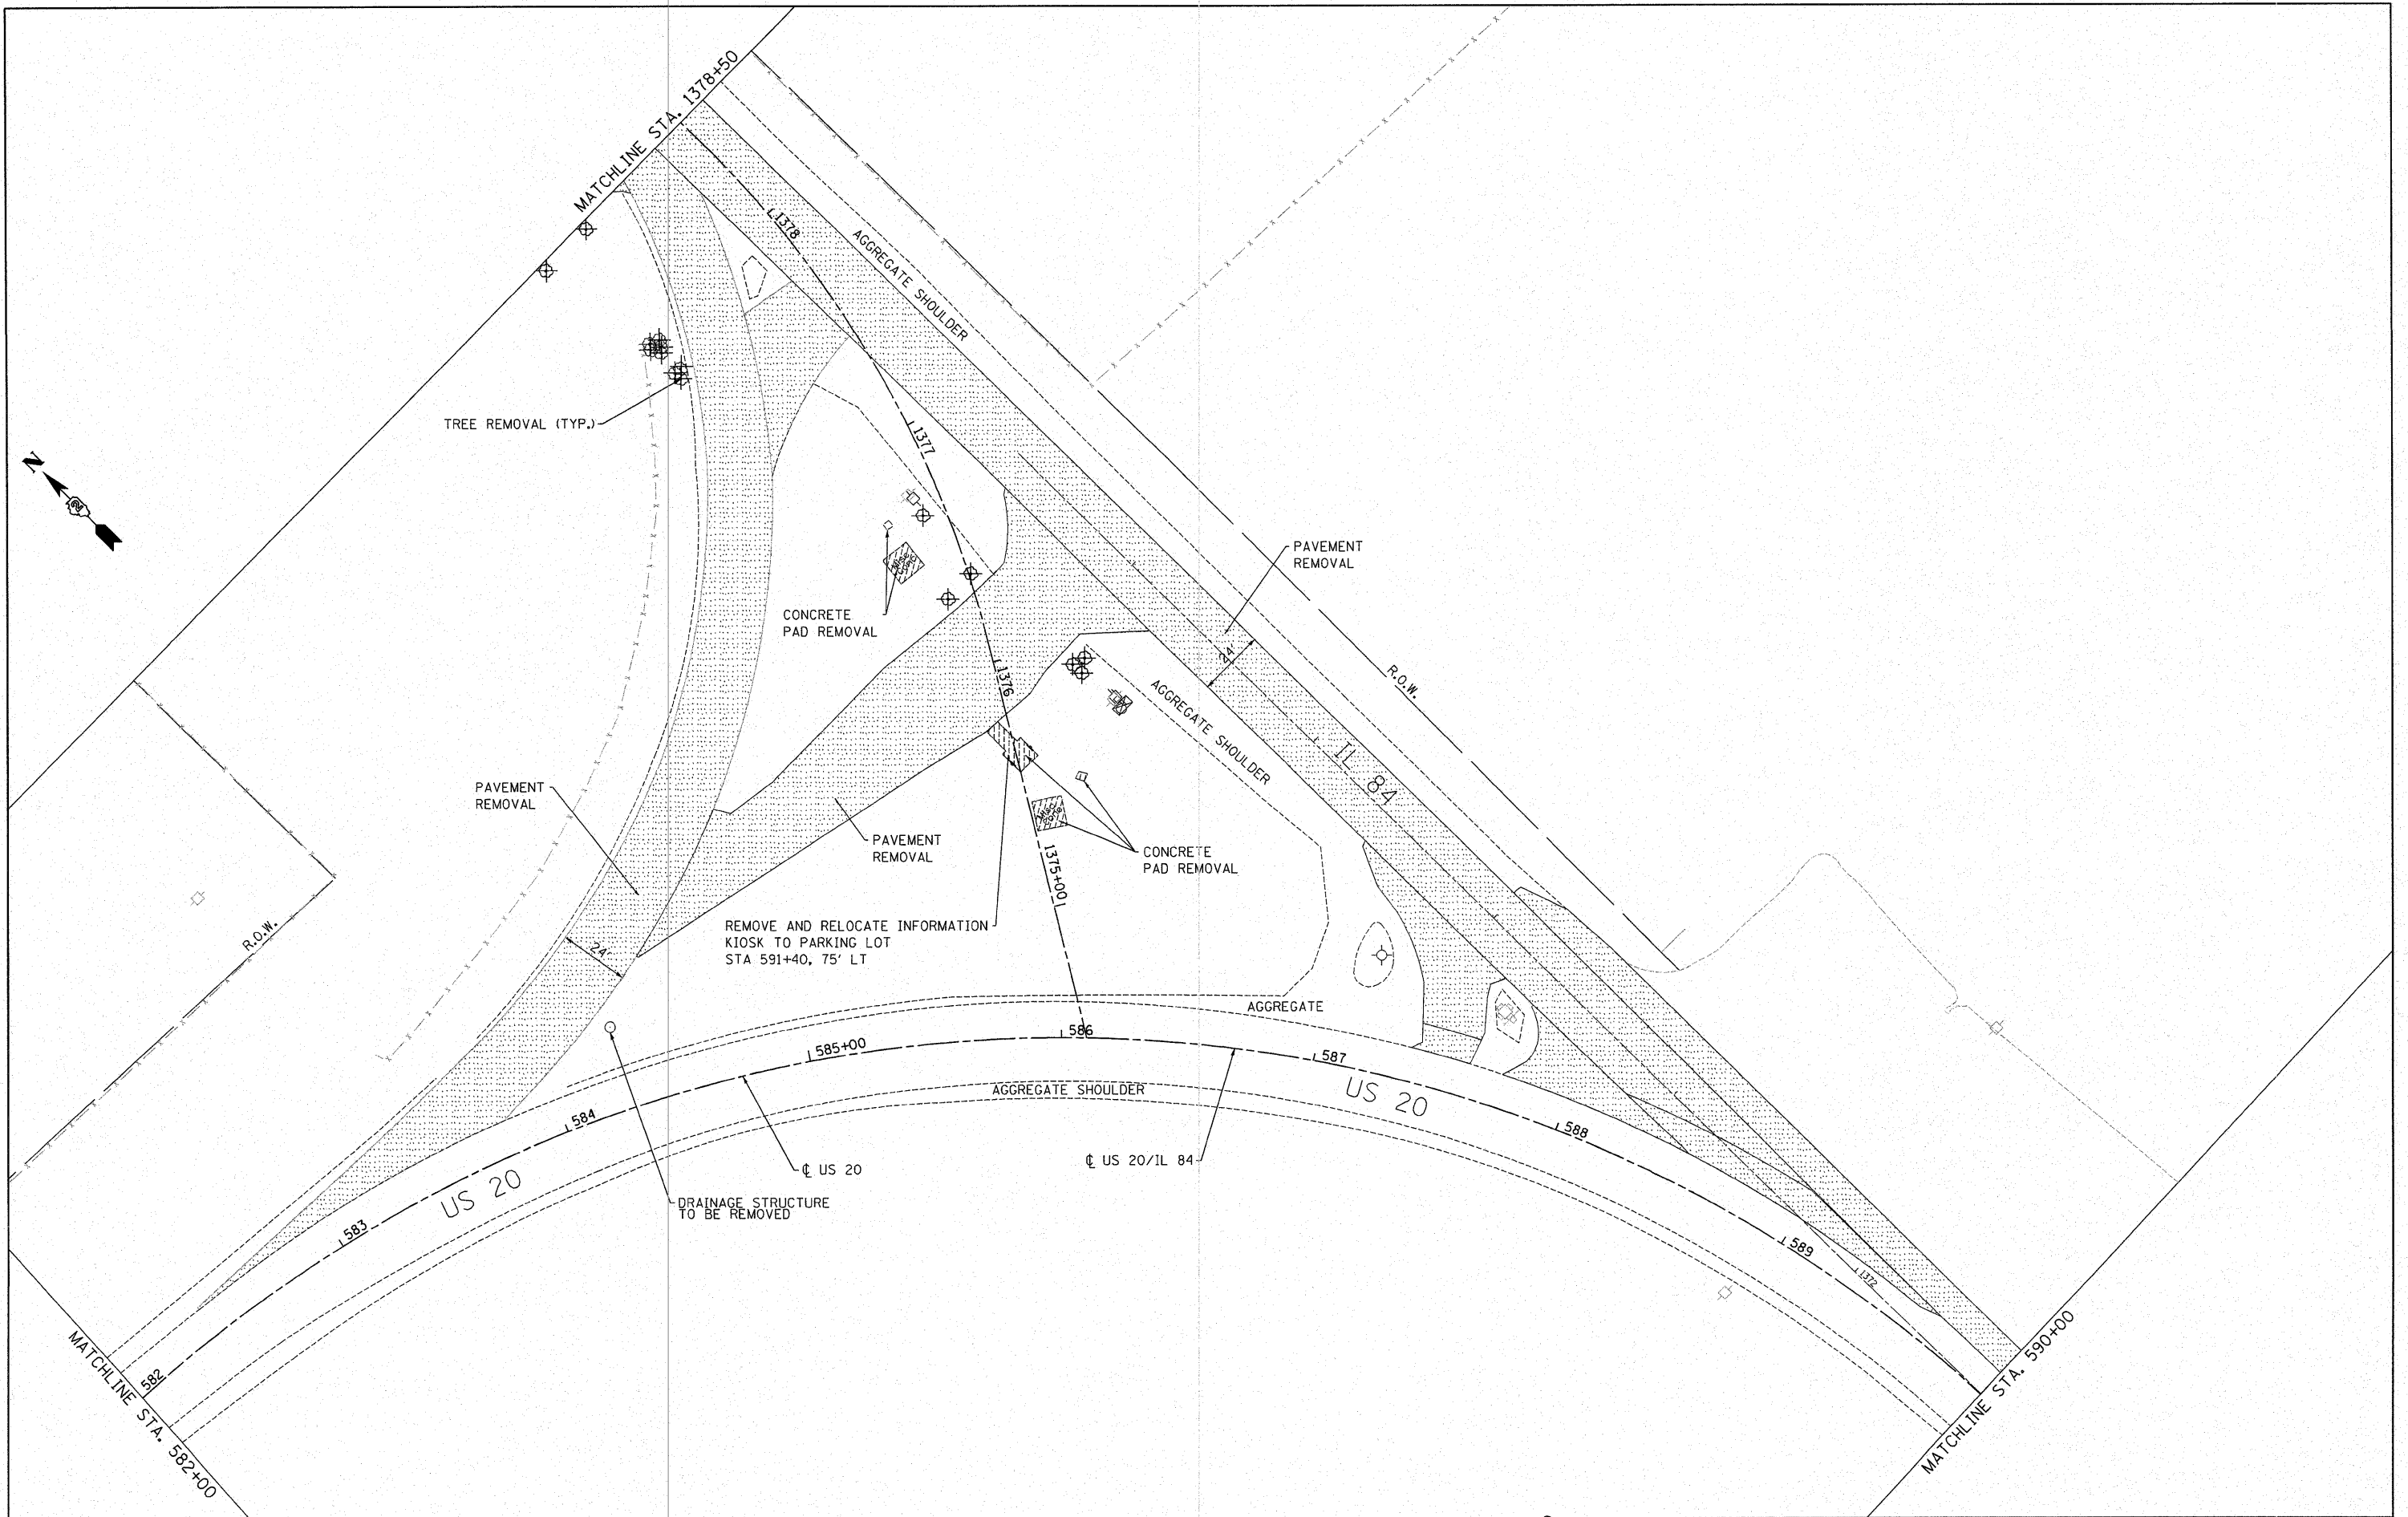 MATCHLINE STA. 1378+50
1378
AGGREGATE SHOULDER
TREE REMOVAL (TYP.)
1377
N
PAVEMENT
REMOVAL
CONCRETE
PAD REMOVAL
24'
1376
R.O.W.
AGGREGATE SHOULDER
IL 84
PAVEMENT
REMOVAL
PAVEMENT
REMOVAL
CONCRETE
PAD REMOVAL
1375+00
R.O.W.
REMOVE AND RELOCATE INFORMATION
KIOSK TO PARKING LOT
STA 591+40, 75' LT
24'
AGGREGATE
586
585+00
587
AGGREGATE SHOULDER
US 20
584
588
℄ US 20
℄ US 20/IL 84
US 20
DRAINAGE STRUCTURE
TO BE REMOVED
583
589
1372
582
MATCHLINE STA. 582+00
MATCHLINE STA. 590+00